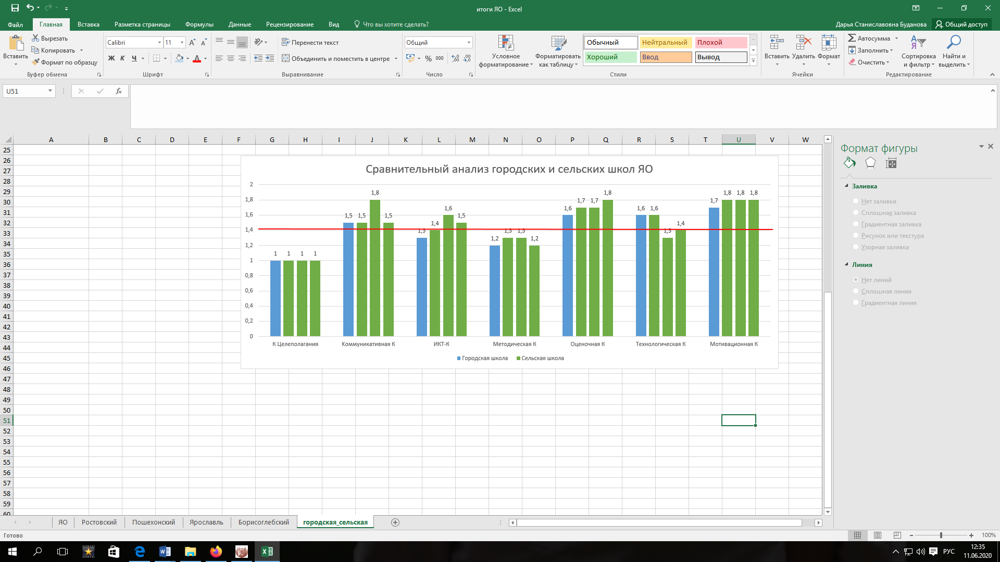 итоги ЯО - Excel
Файл Главная Вставка Разметка страницы Формулы Данные Рецензирование Вид Что вы хотите сделать? Дарья Станиславовна Буданова Общий доступ
Вставить
Вырезать
Копировать
Формат по образцу
Буфер обмена
Calibri 11
Ж К Ч
Шрифт
Перенести текст
Объединить и поместить в центре
Выравнивание
Общий
% 000
Число
Условное форматирование
Форматировать как таблицу
Обычный Нейтральный Плохой
Хороший Ввод Вывод
Стили
Вставить Удалить Формат
Ячейки
Автосумма
Заполнить
Очистить
Сортировка и фильтр
Найти и выделить
Редактирование
U51
fx
A B C D E F G H I J K L M N O P Q R S T U V W
25
26
27
28
29
30
31
32
33
34
35
36
37
38
39
40
41
42
43
44
45
46
47
48
49
50
51
52
53
54
55
56
57
58
59
60
Сравнительный анализ городских и сельских школ ЯО
2
1,8
1,6
1,4
1,2
1
0,8
0,6
0,4
0,2
0
1 1 1 1
1,5 1,5 1,8 1,5
1,3 1,4 1,6 1,5
1,2 1,3 1,3 1,2
1,6 1,7 1,7 1,8
1,6 1,6 1,3 1,4
1,7 1,8 1,8 1,8
К Целеполагания Коммуникативная К ИКТ-К Методическая К Оценочная К Технологическая К Мотивационная К
Городская школа Сельская школа
Формат фигуры
Заливка
Нет заливки
Сплошная заливка
Градиентная заливка
Рисунок или текстура
Узорная заливка
Линия
Нет линий
Сплошная линия
Градиентная линия
ЯО Ростовский Пошехонский Ярославль Борисоглебский городская_сельская
Готово
100%
РУС
12:35
11.06.2020